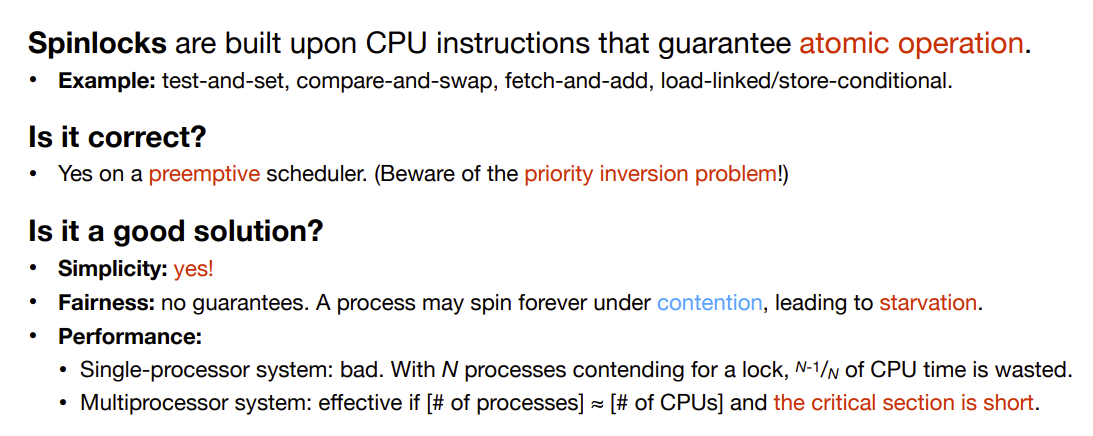 Spinlocks are built upon CPU instructions that guarantee atomic operation.
• Example: test-and-set, compare-and-swap, fetch-and-add, load-linked/store-conditional.
Is it correct?
• Yes on a preemptive scheduler. (Beware of the priority inversion problem!)
Is it a good solution?
• Simplicity: yes!
• Fairness: no guarantees. A process may spin forever under contention, leading to starvation.
• Performance:
• Single-processor system: bad. With N processes contending for a lock, N-1/N of CPU time is wasted.
• Multiprocessor system: effective if [# of processes] ≈ [# of CPUs] and the critical section is short.